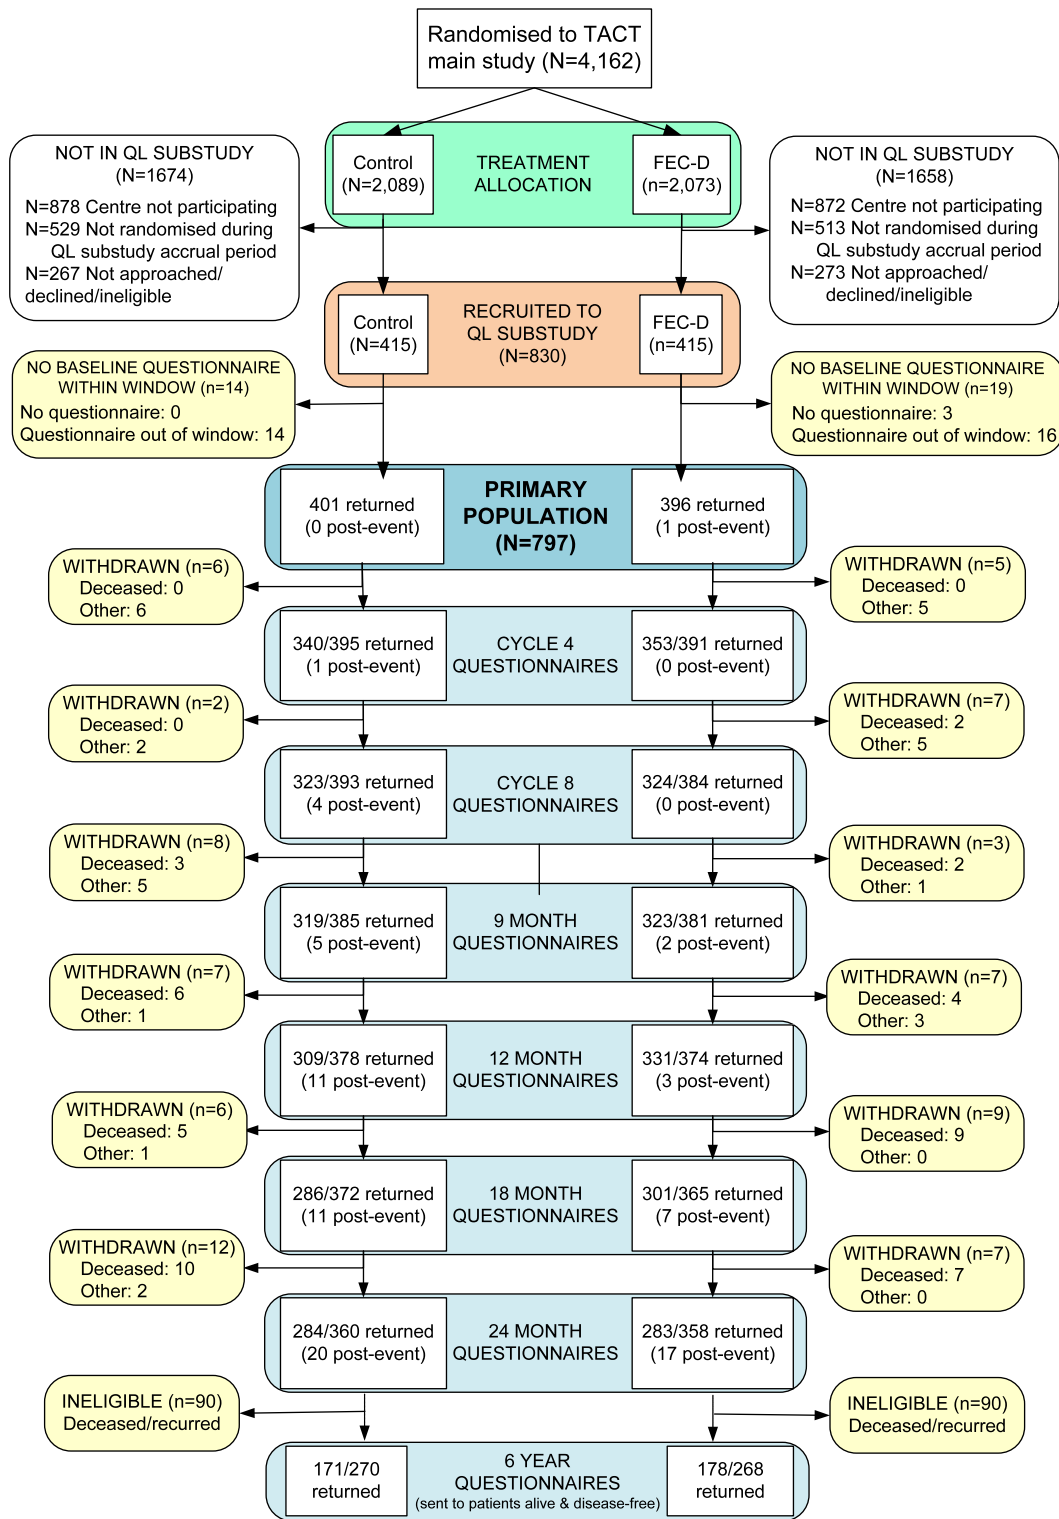 Randomised to TACT
main study (N=4,162)
NOT IN QL SUBSTUDY
(N=1674)
N=878 Centre not participating
N=529 Not randomised during
QL substudy accrual period
N=267 Not approached/
declined/ineligible
Control
(N=2,089)
TREATMENT
ALLOCATION
FEC-D
(n=2,073)
NOT IN QL SUBSTUDY
(N=1658)
N=872 Centre not participating
N=513 Not randomised during
QL substudy accrual period
N=273 Not approached/
declined/ineligible
Control
(N=415)
RECRUITED TO
QL SUBSTUDY
(N=830)
FEC-D
(n=415)
NO BASELINE QUESTIONNAIRE
WITHIN WINDOW (n=14)
No questionnaire: 0
Questionnaire out of window: 14
NO BASELINE QUESTIONNAIRE
WITHIN WINDOW (n=19)
No questionnaire: 3
Questionnaire out of window: 16
401 returned
(0 post-event)
PRIMARY
POPULATION
(N=797)
396 returned
(1 post-event)
WITHDRAWN (n=6)
Deceased: 0
Other: 6
WITHDRAWN (n=5)
Deceased: 0
Other: 5
340/395 returned
(1 post-event)
CYCLE 4
QUESTIONNAIRES
353/391 returned
(0 post-event)
WITHDRAWN (n=2)
Deceased: 0
Other: 2
WITHDRAWN (n=7)
Deceased: 2
Other: 5
323/393 returned
(4 post-event)
CYCLE 8
QUESTIONNAIRES
324/384 returned
(0 post-event)
WITHDRAWN (n=8)
Deceased: 3
Other: 5
WITHDRAWN (n=3)
Deceased: 2
Other: 1
319/385 returned
(5 post-event)
9 MONTH
QUESTIONNAIRES
323/381 returned
(2 post-event)
WITHDRAWN (n=7)
Deceased: 6
Other: 1
WITHDRAWN (n=7)
Deceased: 4
Other: 3
309/378 returned
(11 post-event)
12 MONTH
QUESTIONNAIRES
331/374 returned
(3 post-event)
WITHDRAWN (n=6)
Deceased: 5
Other: 1
WITHDRAWN (n=9)
Deceased: 9
Other: 0
286/372 returned
(11 post-event)
18 MONTH
QUESTIONNAIRES
301/365 returned
(7 post-event)
WITHDRAWN (n=12)
Deceased: 10
Other: 2
WITHDRAWN (n=7)
Deceased: 7
Other: 0
284/360 returned
(20 post-event)
24 MONTH
QUESTIONNAIRES
283/358 returned
(17 post-event)
INELIGIBLE (n=90)
Deceased/recurred
INELIGIBLE (n=90)
Deceased/recurred
171/270
returned
6 YEAR
QUESTIONNAIRES
(sent to patients alive & disease-free)
178/268
returned